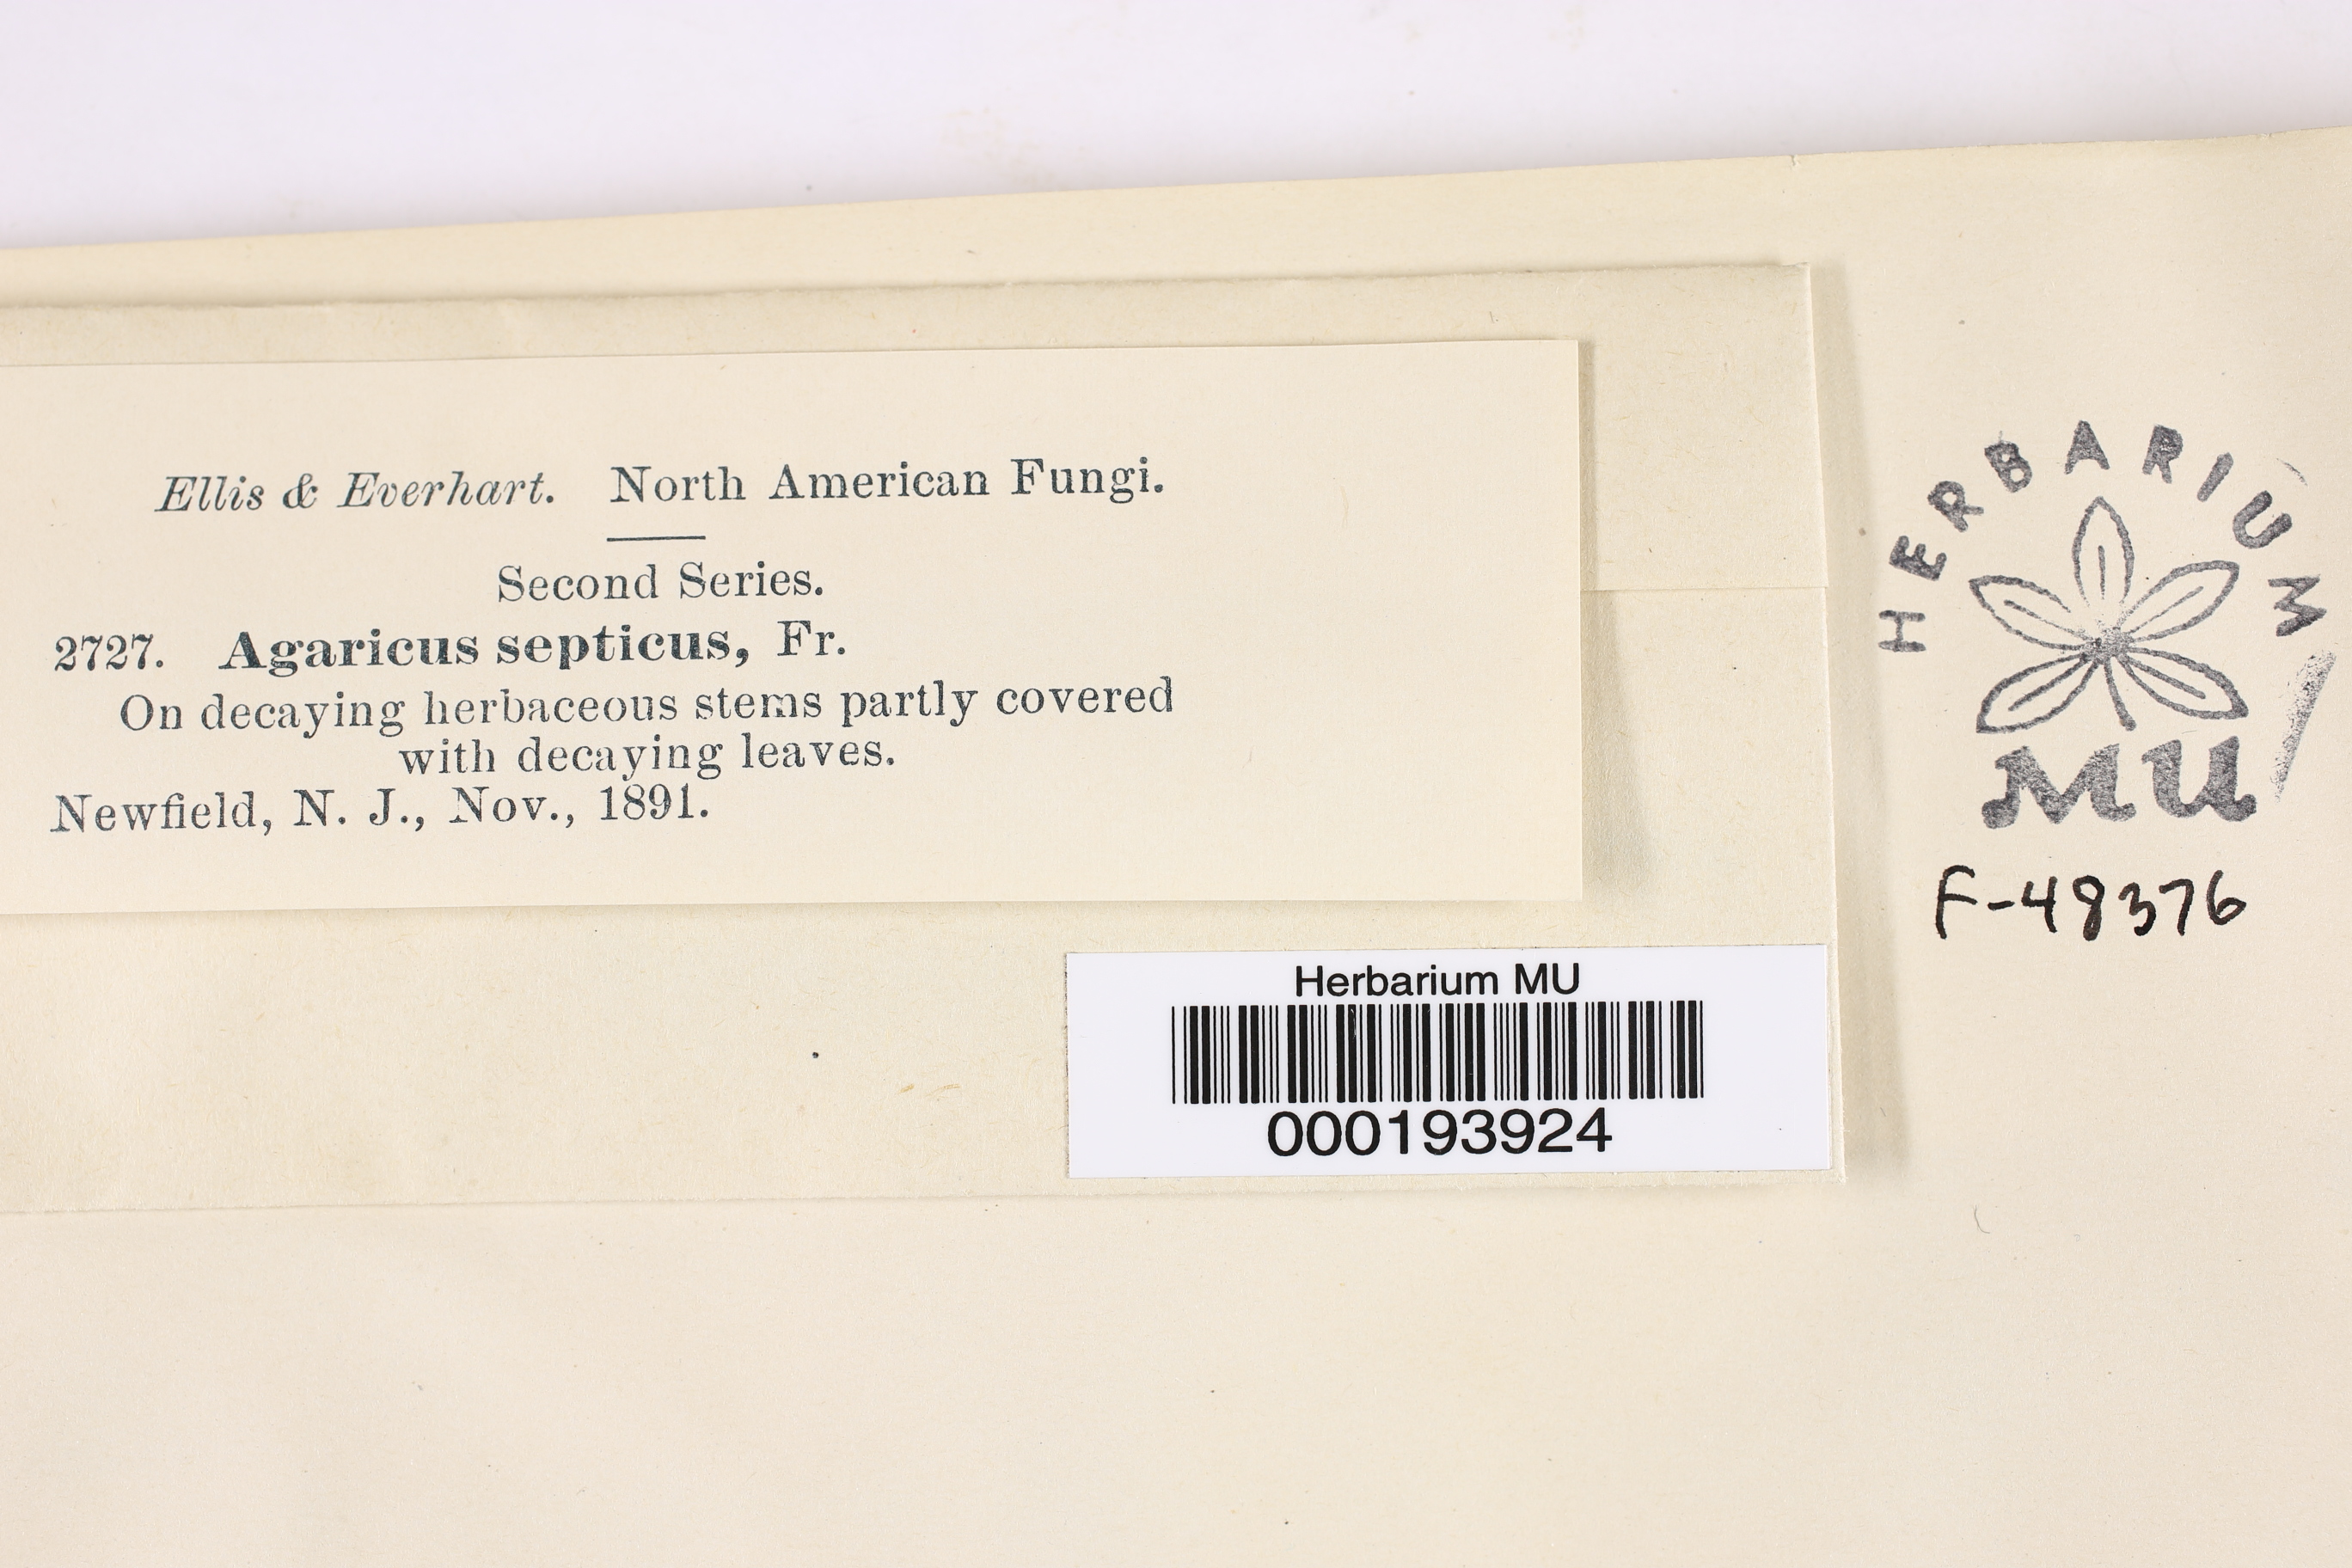 Ellis & Everhart. North American Fungi.
Second Series.
2727. Agaricus septicus, Fr.
On decaying herbaceous stems partly covered
with decaying leaves.
Newfield, N. J., Nov., 1891.
HERBARIUM
MU
F-48376
Herbarium MU
000193924